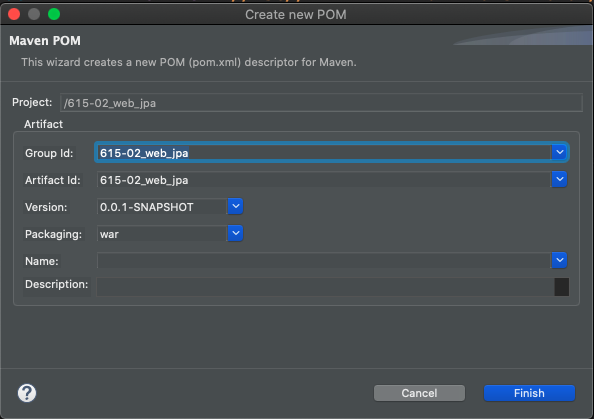 Create new POM
Maven POM
This wizard creates a new POM (pom.xml) descriptor for Maven.
Project: /615-02_web_jpa
Artifact
Group Id: 615-02_web_jpa
Artifact Id: 615-02_web_jpa
Version: 0.0.1-SNAPSHOT
Packaging: war
Name:
Description:
? Cancel Finish